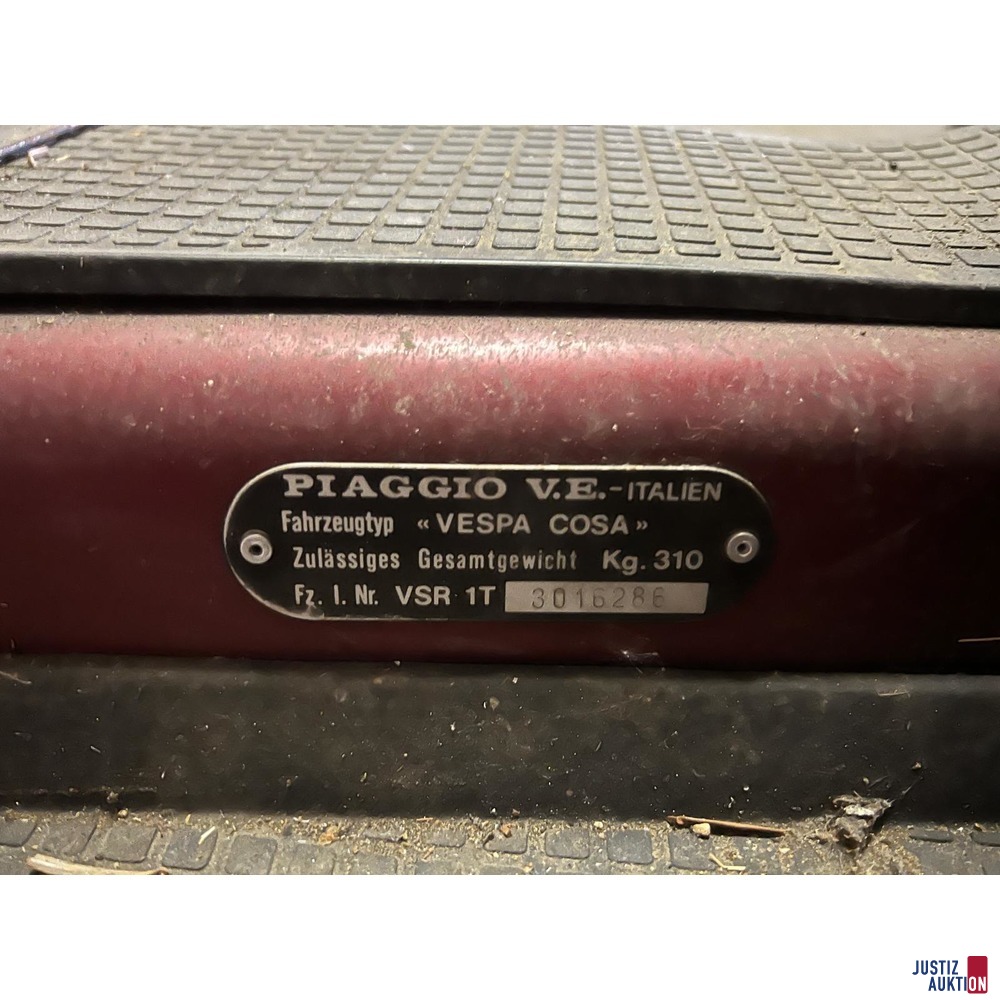 PIAGGIO V.E.-ITALIEN
Fahrzeugtyp «VESPA COSA»
Zulässiges Gesamtgewicht Kg. 310
Fz. I. Nr. VSR 1T 3016286
JUSTIZ
AUKTION